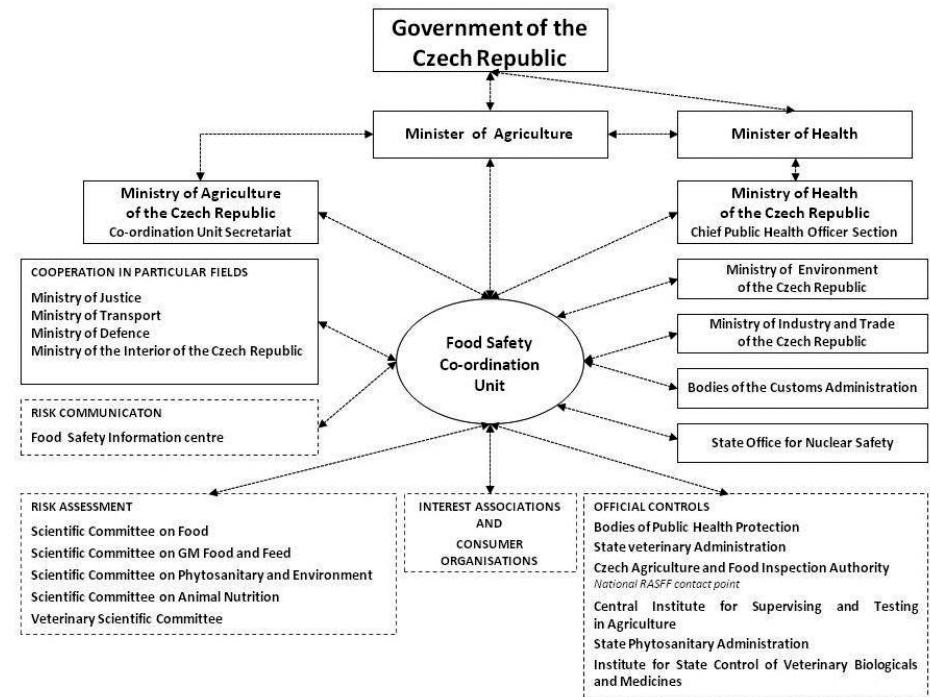 Government of the
Czech Republic
Minister of Agriculture
Minister of Health
Ministry of Agriculture
of the Czech Republic
Co-ordination Unit Secretariat
Ministry of Health
of the Czech Republic
Chief Public Health Officer Section
COOPERATION IN PARTICULAR FIELDS
Ministry of Justice
Ministry of Transport
Ministry of Defence
Ministry of the Interior of the Czech Republic
Food Safety
Co-ordination
Unit
Ministry of Environment
of the Czech Republic
Ministry of Industry and Trade
of the Czech Republic
Bodies of the Customs Administration
State Office for Nuclear Safety
RISK COMMUNICATON
Food Safety Information centre
RISK ASSESSMENT
Scientific Committee on Food
Scientific Committee on GM Food and Feed
Scientific Committee on Phytosanitary and Environment
Scientific Committee on Animal Nutrition
Veterinary Scientific Committee
INTEREST ASSOCIATIONS
AND
CONSUMER
ORGANISATIONS
OFFICIAL CONTROLS
Bodies of Public Health Protection
State veterinary Administration
Czech Agriculture and Food Inspection Authority
National RASFF contact point
Central Institute for Supervising and Testing
in Agriculture
State Phytosanitary Administration
Institute for State Control of Veterinary Biologicals
and Medicines